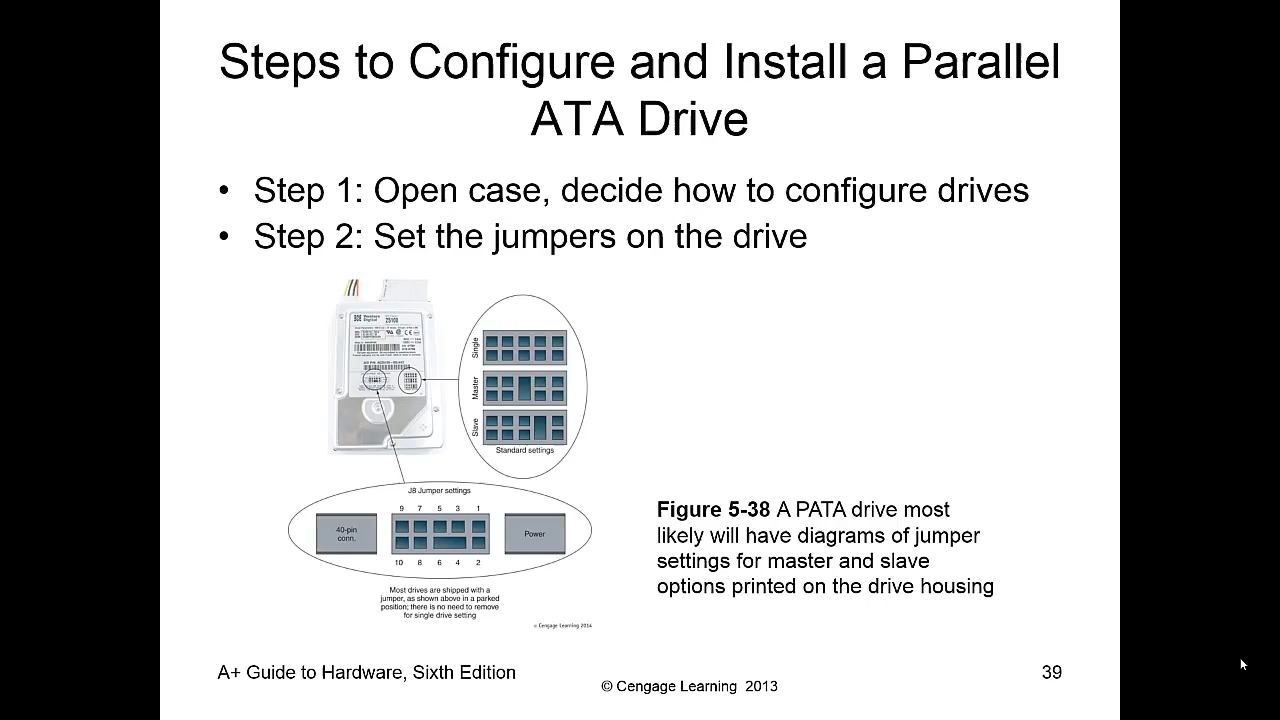 Steps to Configure and Install a Parallel
ATA Drive
• Step 1: Open case, decide how to configure drives
• Step 2: Set the jumpers on the drive
Western
Digital
Single
Master
Slave
Standard settings
J8 Jumper settings
9 7 5 3 1
40-pin
conn.
Power
10 8 6 4 2
Most drives are shipped with a
jumper, as shown above in a parked
position; there is no need to remove
for single drive setting
© Cengage Learning 2014
Figure 5-38 A PATA drive most
likely will have diagrams of jumper
settings for master and slave
options printed on the drive housing
A+ Guide to Hardware, Sixth Edition
© Cengage Learning 2013
39